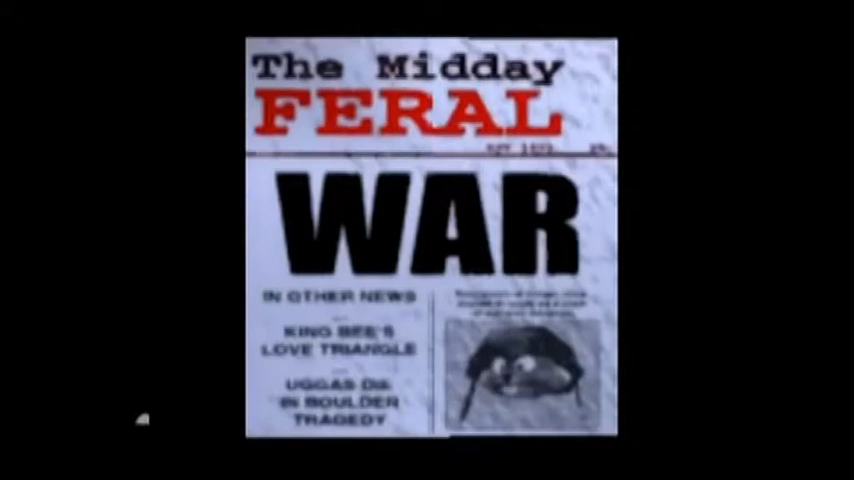 The Midday
FERAL
WAR
IN OTHER NEWS
KING BEE'S
LOVE TRIANGLE
UGGAS DIE
IN BOULDER
TRAGEDY